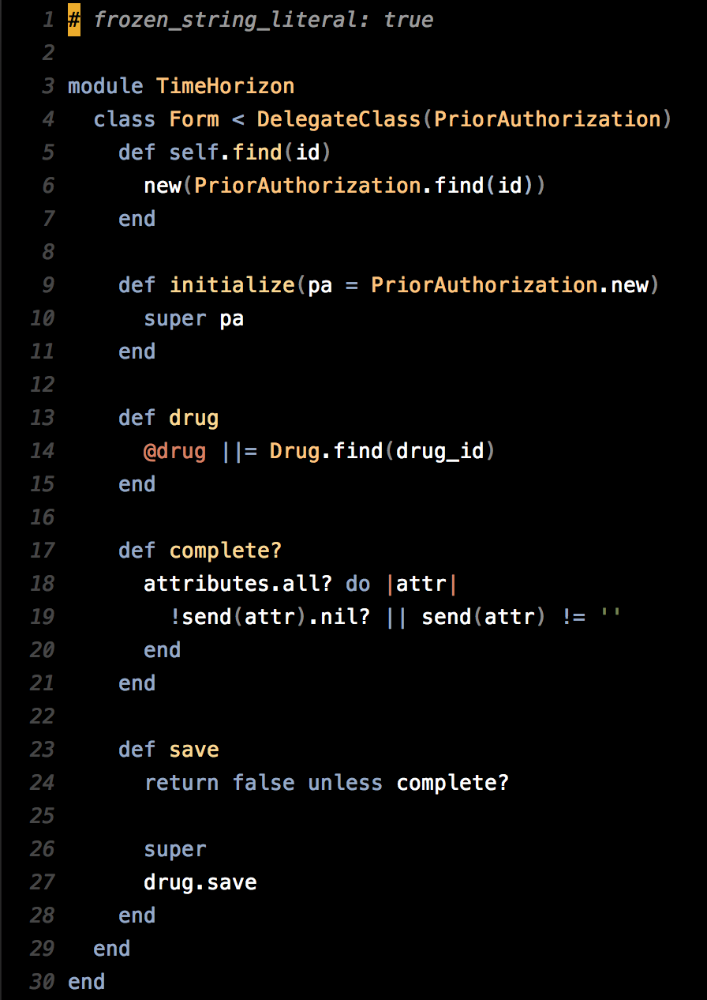 1 # frozen_string_literal: true
2
3 module TimeHorizon
4   class Form < DelegateClass(PriorAuthorization)
5     def self.find(id)
6       new(PriorAuthorization.find(id))
7     end
8
9     def initialize(pa = PriorAuthorization.new)
10       super pa
11     end
12
13     def drug
14       @drug ||= Drug.find(drug_id)
15     end
16
17     def complete?
18       attributes.all? do |attr|
19         !send(attr).nil? || send(attr) != ''
20       end
21     end
22
23     def save
24       return false unless complete?
25
26       super
27       drug.save
28     end
29   end
30 end